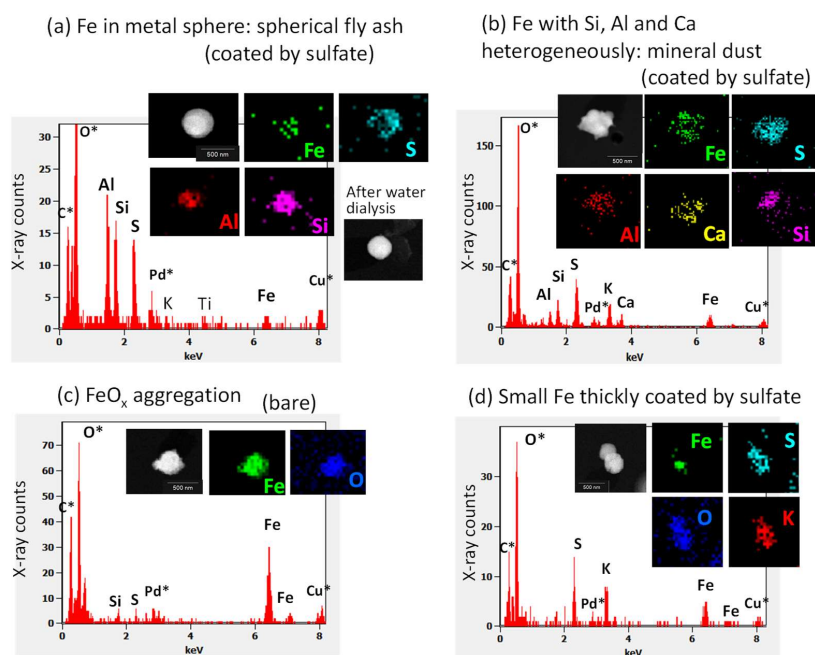 (a) Fe in metal sphere: spherical fly ash
(coated by sulfate)
X-ray counts
30
25
20
15
10
5
0
O*
C*
Al
Si
S
Pd*
K
Ti
Fe
Cu*
0
2
4
6
8
keV
500 nm
Fe
S
Al
Si
After water
dialysis
(b) Fe with Si, Al and Ca
heterogeneously: mineral dust
(coated by sulfate)
X-ray counts
150
100
50
0
O*
C*
Al
Si
S
Pd*
K
Ca
Fe
Cu*
0
2
4
6
8
keV
500 nm
Fe
S
Al
Ca
Si
(c) FeOₓ aggregation
(bare)
X-ray counts
70
60
50
40
30
20
10
0
O*
C*
Si
S
Pd*
Fe
Fe
Cu*
0
2
4
6
8
keV
500 nm
Fe
O
(d) Small Fe thickly coated by sulfate
X-ray counts
30
20
10
0
O*
C*
S
Pd*
K
Fe
Fe
Cu*
0
2
4
6
8
keV
500 nm
Fe
S
O
K